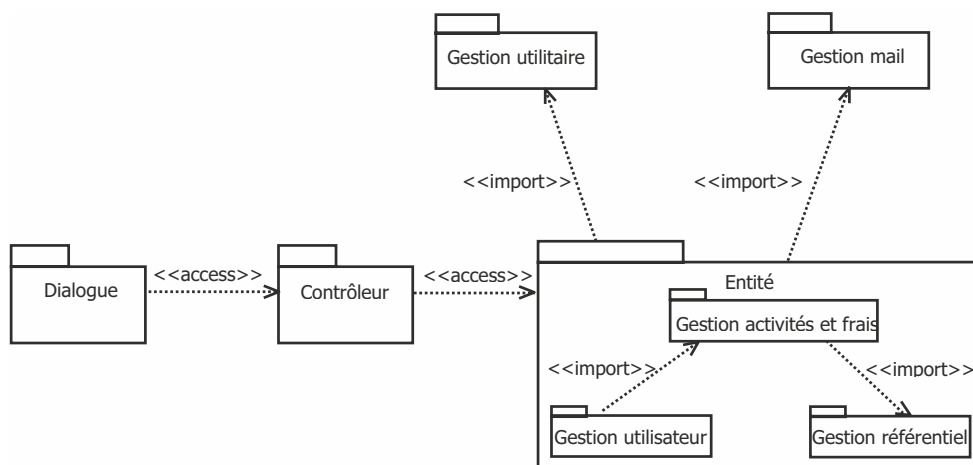 Gestion utilitaire
Gestion mail
<<import>>
<<import>>
<<access>>
<<access>>
Dialogue
Contrôleur
Entité
Gestion activités et frais
<<import>>
<<import>>
Gestion utilisateur
Gestion référentiel